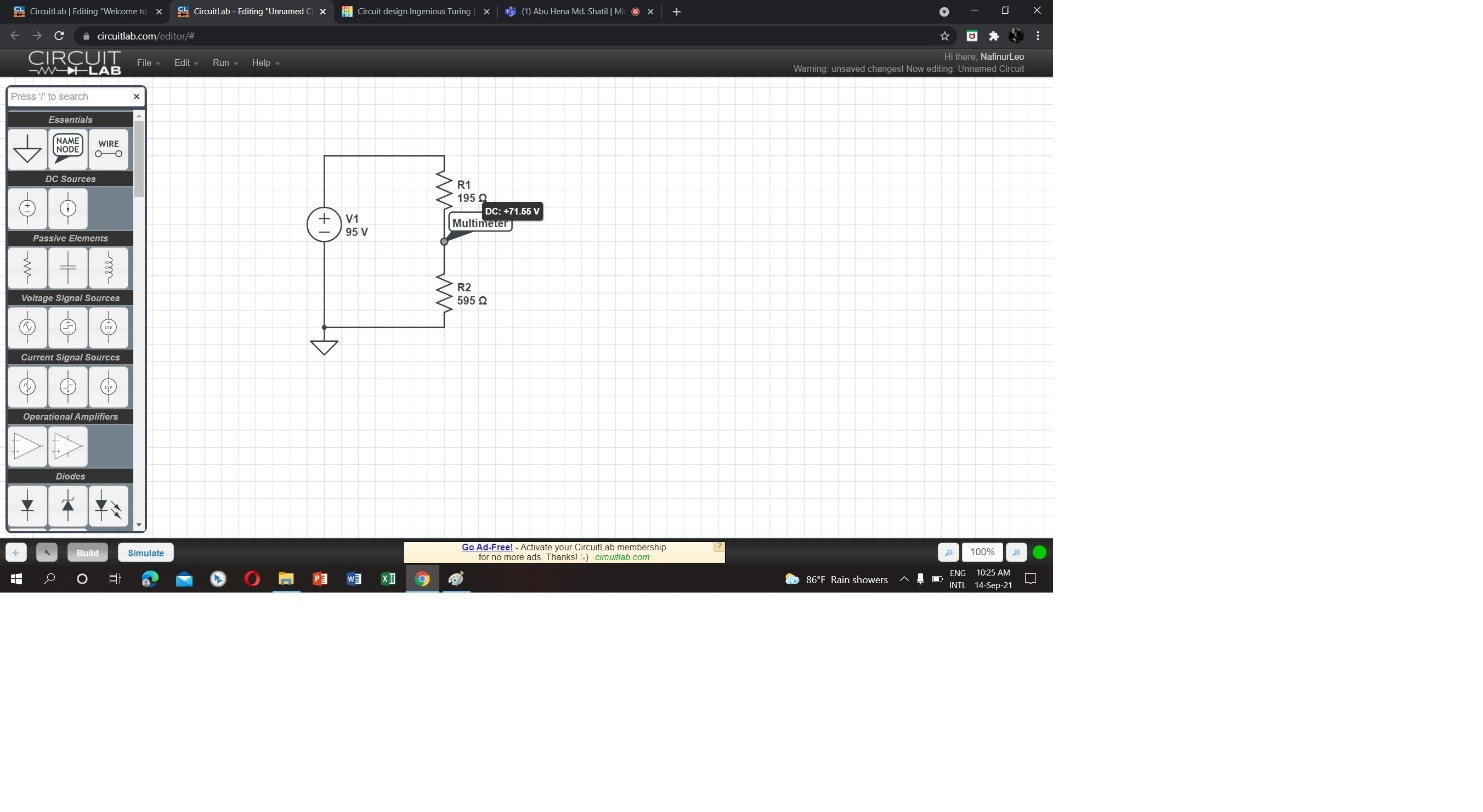 CircuitLab | Editing "Welcome to
CircuitLab - Editing "Unnamed Ci
Circuit design Ingenious Turing |
(1) Abu Hena Md. Shatil | Mi
circuitlab.com/editor/#
CIRCUIT
LAB
File
Edit
Run
Help
Hi there, NafinurLeo
Warning: unsaved changes! Now editing: Unnamed Circuit
Press '/' to search
Essentials
NAME
NODE
WIRE
DC Sources
Passive Elements
Voltage Signal Sources
Current Signal Sources
Operational Amplifiers
Diodes
V1
95 V
R1
195 Ω
DC: +71.55 V
Multimeter
R2
595 Ω
Build
Simulate
Go Ad-Free! - Activate your CircuitLab membership
for no more ads. Thanks! :-) circuitlab.com
?
100%
86°F Rain showers
ENG
INTL
10:25 AM
14-Sep-21